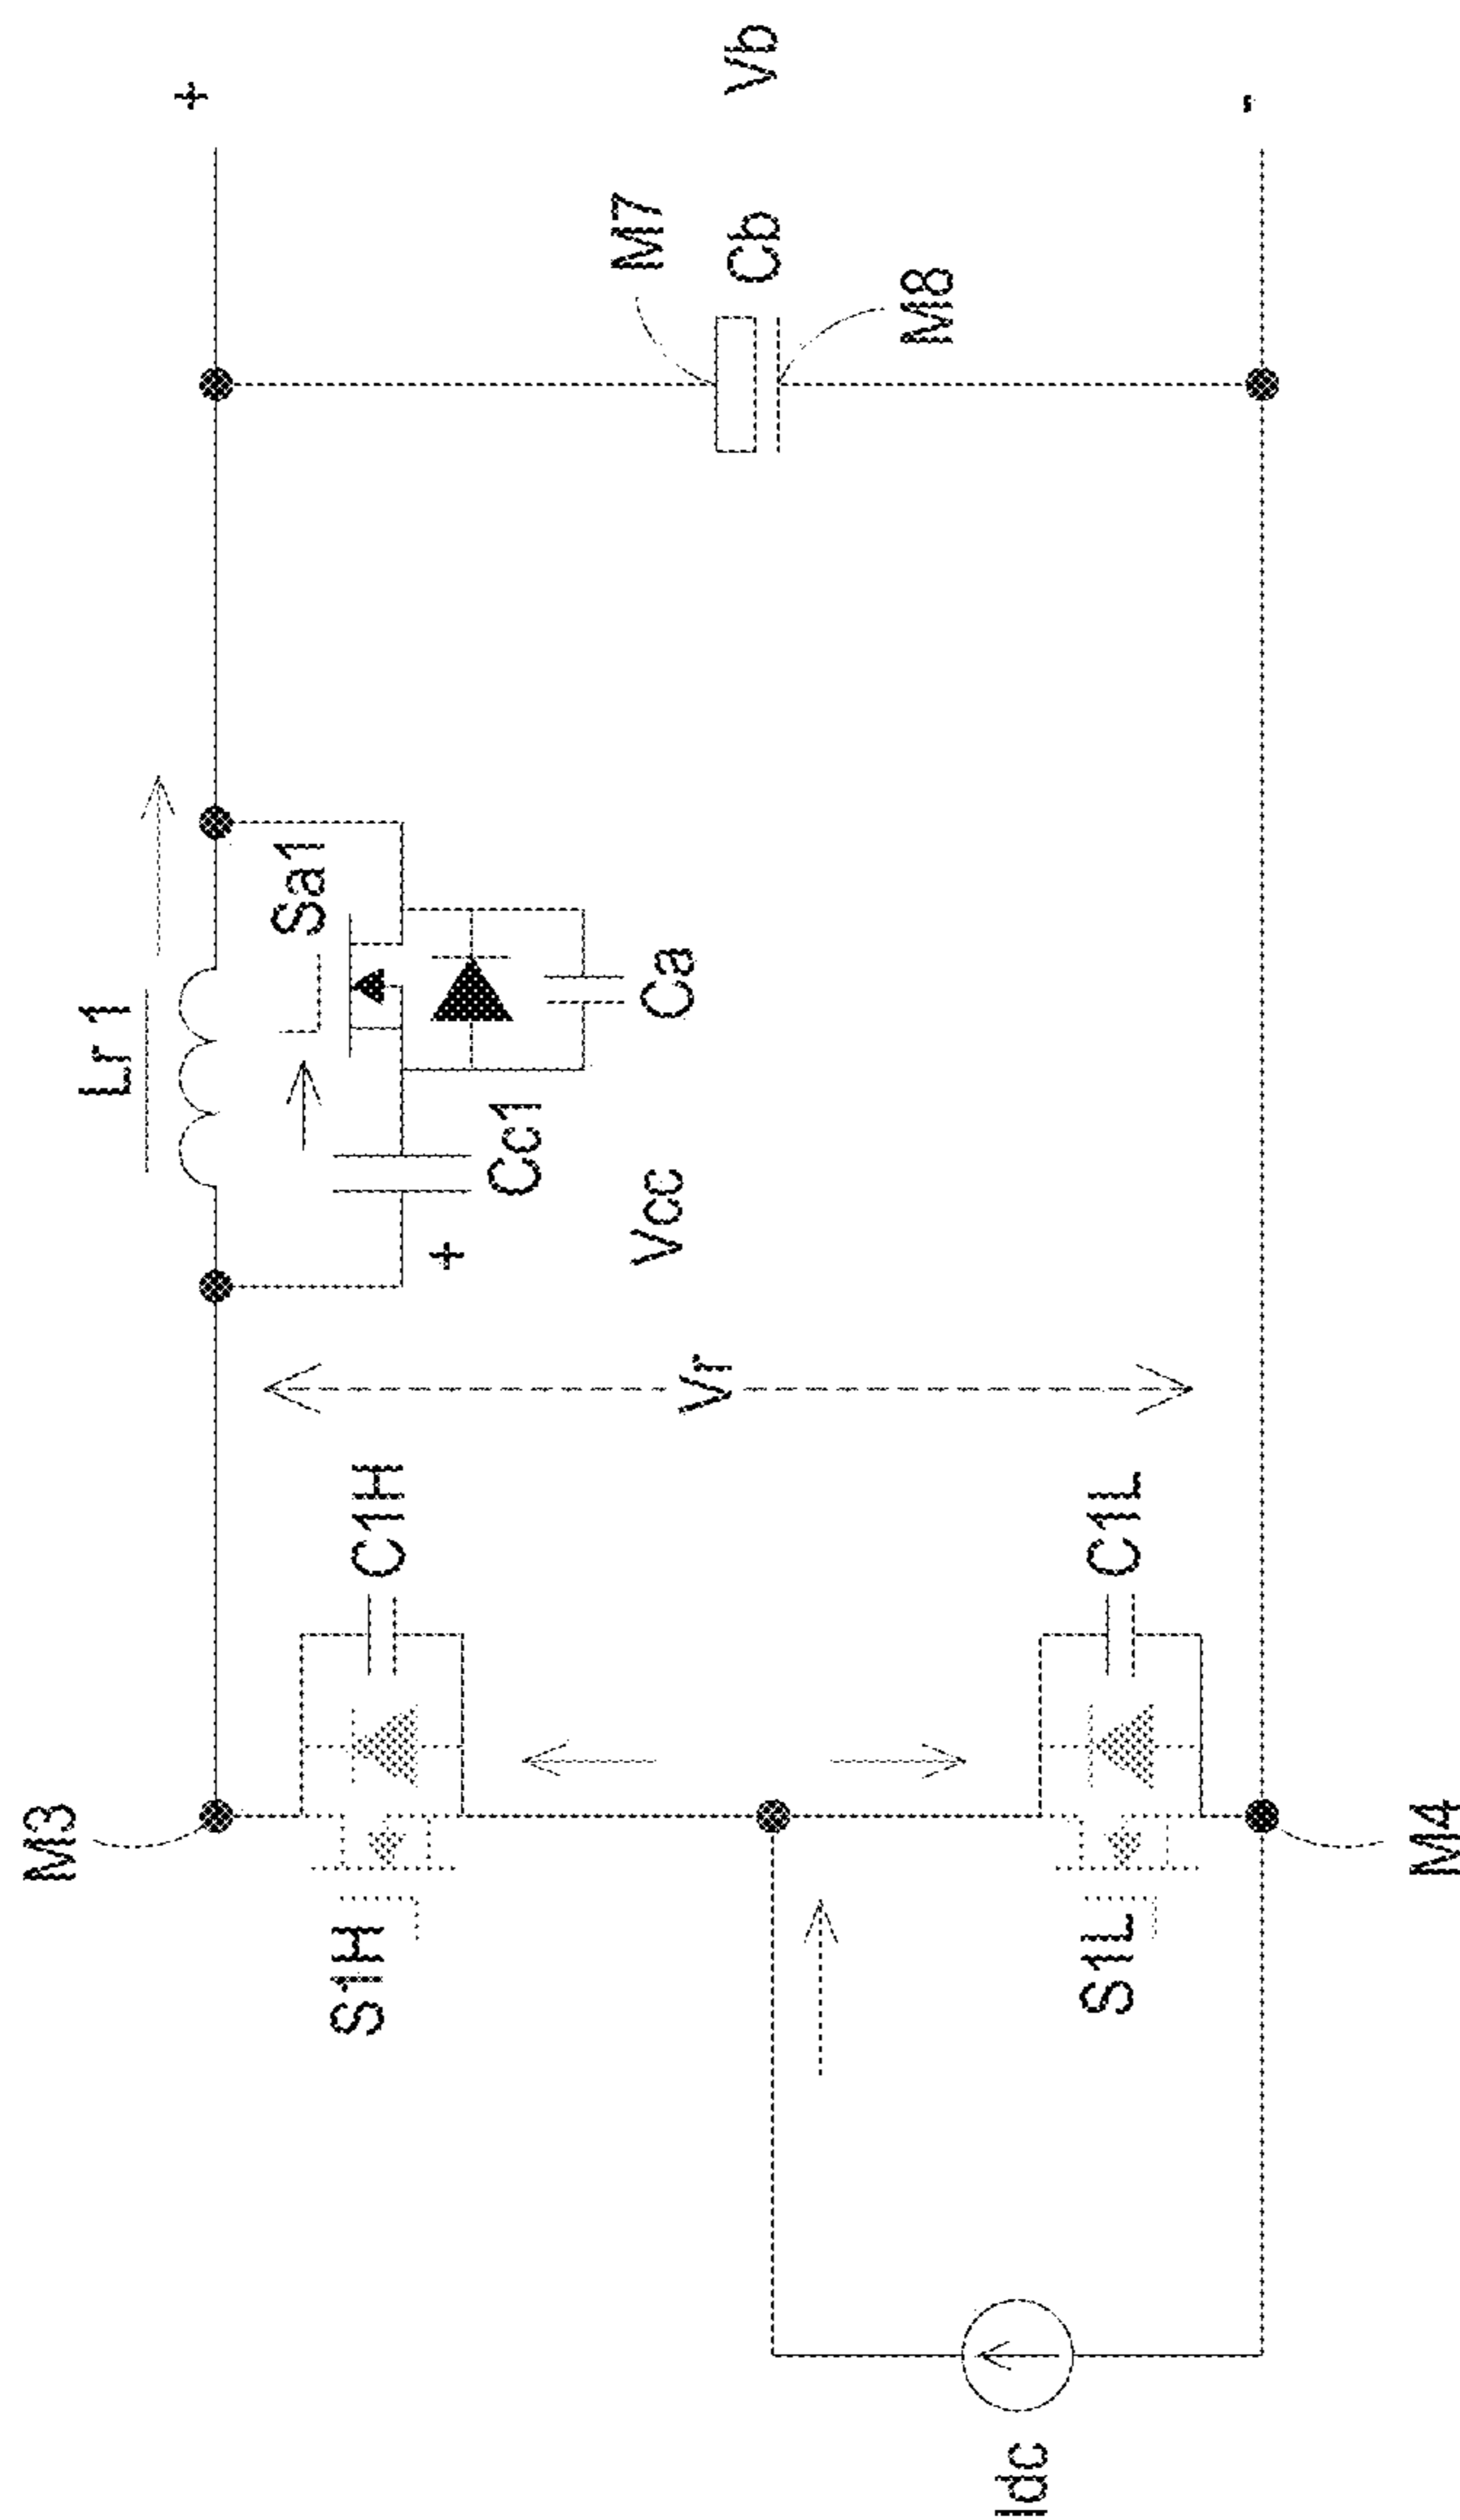 M3
Lr1
+
Sa1
S1H
C1H
+
Cc1
Ca
Vcc
Vr
M7
Cb
Vb
M8
Idc
S1L
C1L
-
M4